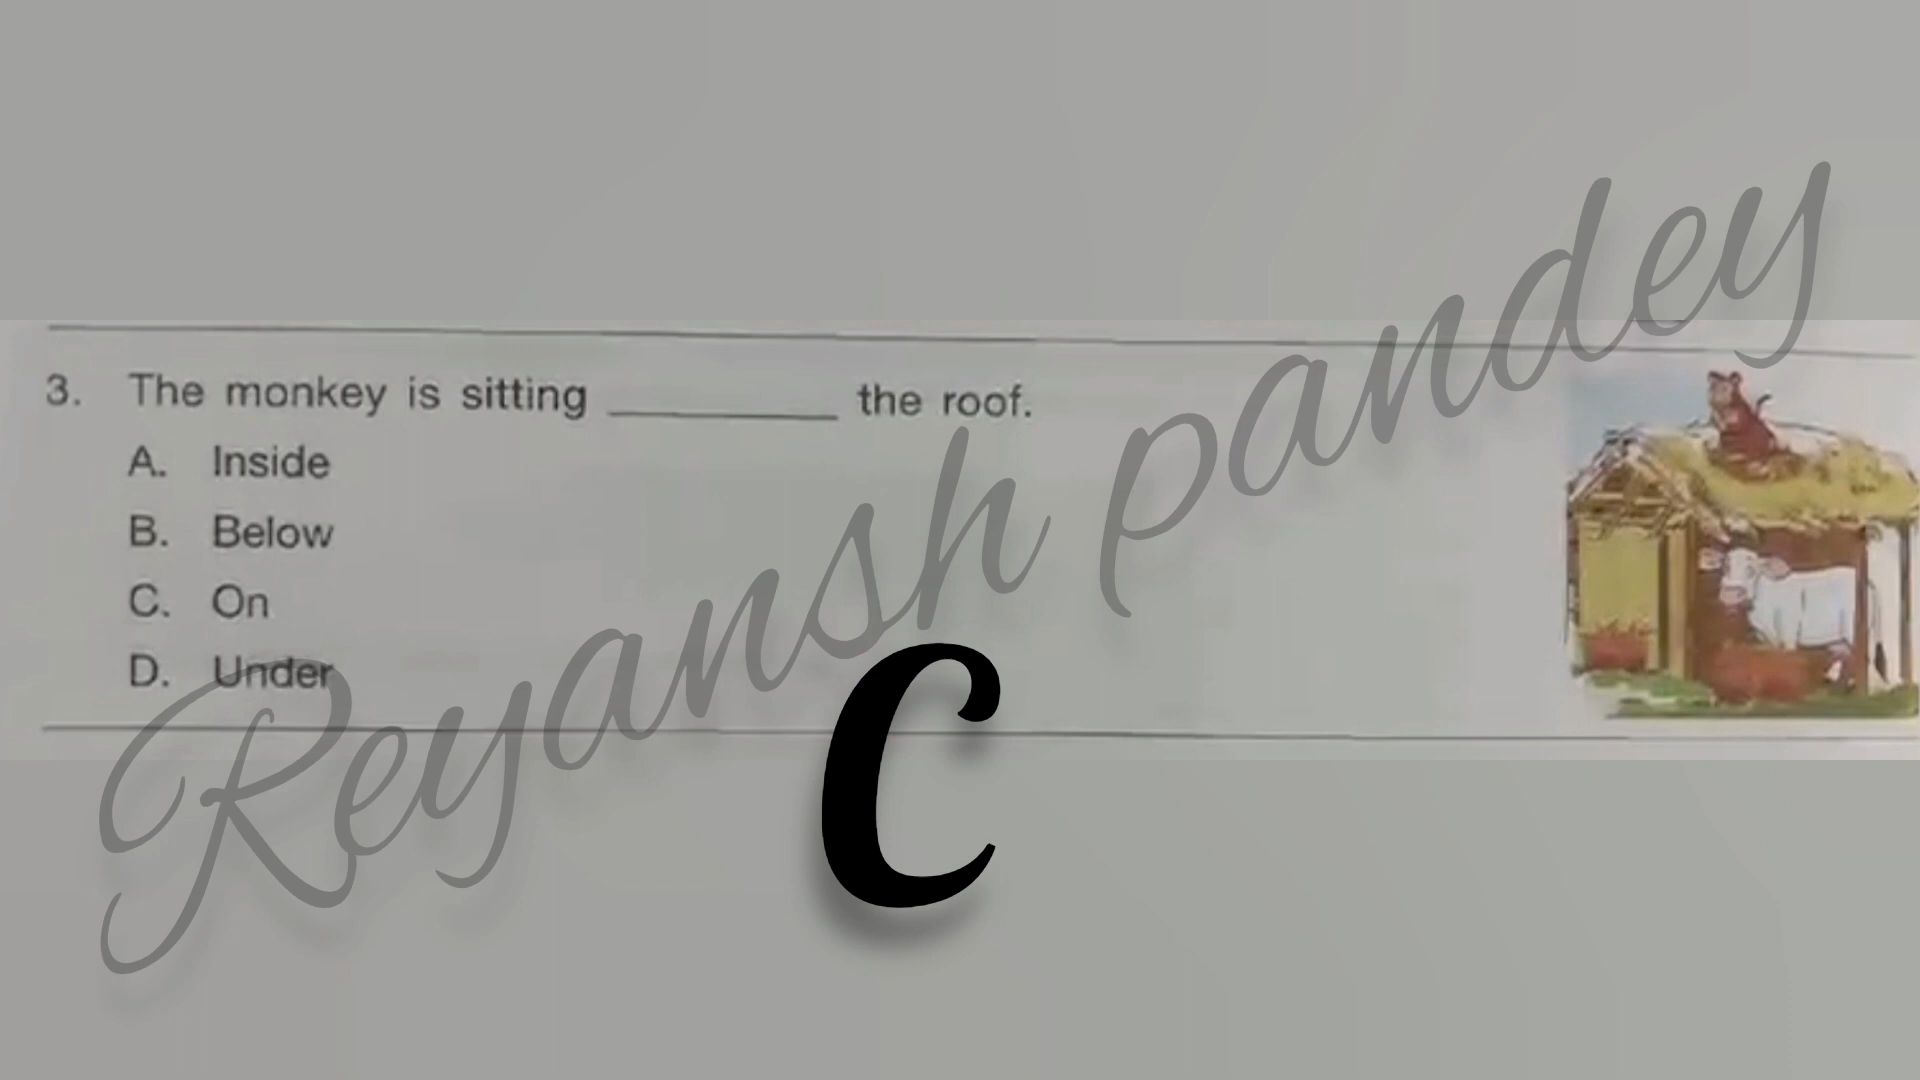 3. The monkey is sitting ________ the roof.
A. Inside
B. Below
C. On
D. Under
Reyansh pandey
C